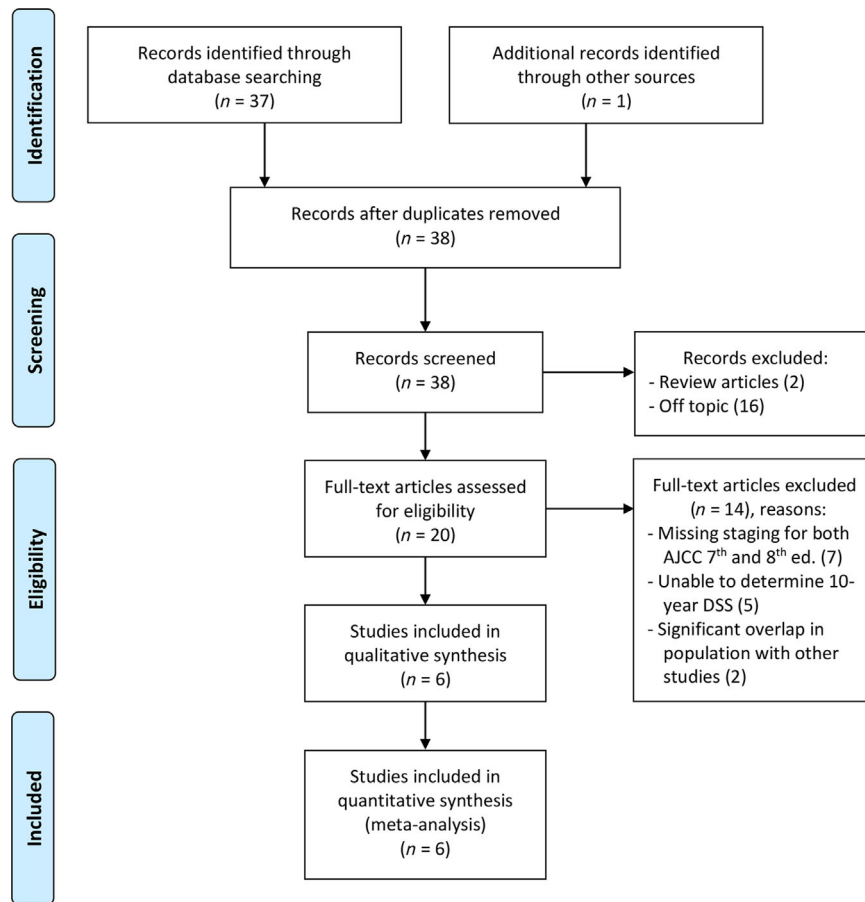 Identification
Records identified through
database searching
(n = 37)
Additional records identified
through other sources
(n = 1)
Records after duplicates removed
(n = 38)
Screening
Records screened
(n = 38)
Records excluded:
- Review articles (2)
- Off topic (16)
Eligibility
Full-text articles assessed
for eligibility
(n = 20)
Full-text articles excluded
(n = 14), reasons:
- Missing staging for both
AJCC 7th and 8th ed. (7)
- Unable to determine 10-
year DSS (5)
- Significant overlap in
population with other
studies (2)
Studies included in
qualitative synthesis
(n = 6)
Included
Studies included in
quantitative synthesis
(meta-analysis)
(n = 6)